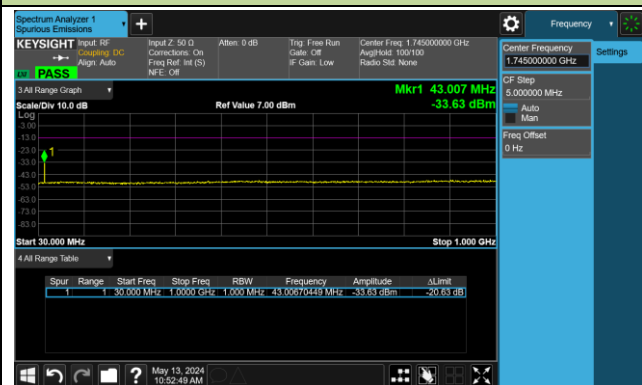 Spectrum Analyzer 1
Spurious Emissions
Frequency
KEYSIGHT
Input: RF
Coupling: DC
Align: Auto
Input Z: 50 Ω
Corrections: On
Freq Ref: Int (S)
NFE: Off
Atten: 0 dB
Trig: Free Run
Gate: Off
IF Gain: Low
Center Freq: 1.745000000 GHz
Avg|Hold: 100/100
Radio Std: None
PASS
Center Frequency
1.745000000 GHz
Settings
CF Step
5.000000 MHz
Auto
Man
Freq Offset
0 Hz
3 All Range Graph
Mkr1 43.007 MHz
Scale/Div 10.0 dB
Ref Value 7.00 dBm
-33.63 dBm
Log
-3.00
-13.0
-23.0
1
-33.0
-43.0
-53.0
-63.0
-73.0
-83.0
Start 30.000 MHz
Stop 1.000 GHz
4 All Range Table
Spur Range Start Freq Stop Freq RBW Frequency Amplitude ΔLimit
1 1 30.000 MHz 1.0000 GHz 1.000 MHz 43.00670449 MHz -33.63 dBm -20.63 dB
?
May 13, 2024
10:52:49 AM